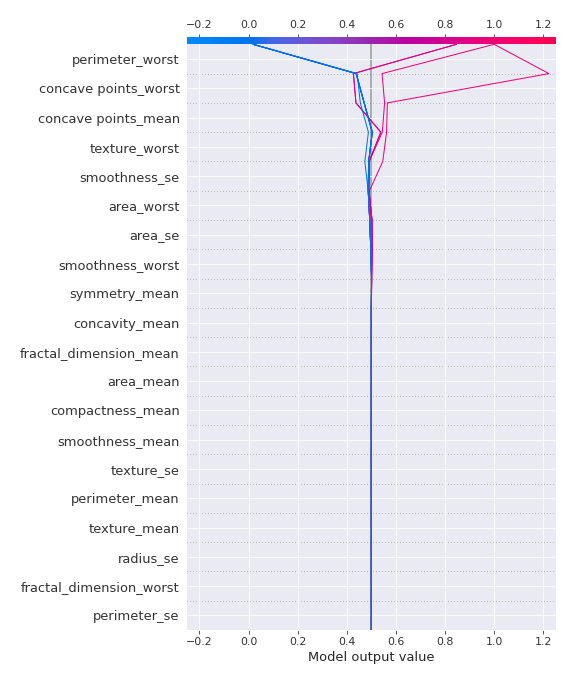 −0.2 0.0 0.2 0.4 0.6 0.8 1.0 1.2
perimeter_worst
concave points_worst
concave points_mean
texture_worst
smoothness_se
area_worst
area_se
smoothness_worst
symmetry_mean
concavity_mean
fractal_dimension_mean
area_mean
compactness_mean
smoothness_mean
texture_se
perimeter_mean
texture_mean
radius_se
fractal_dimension_worst
perimeter_se
−0.2 0.0 0.2 0.4 0.6 0.8 1.0 1.2
Model output value